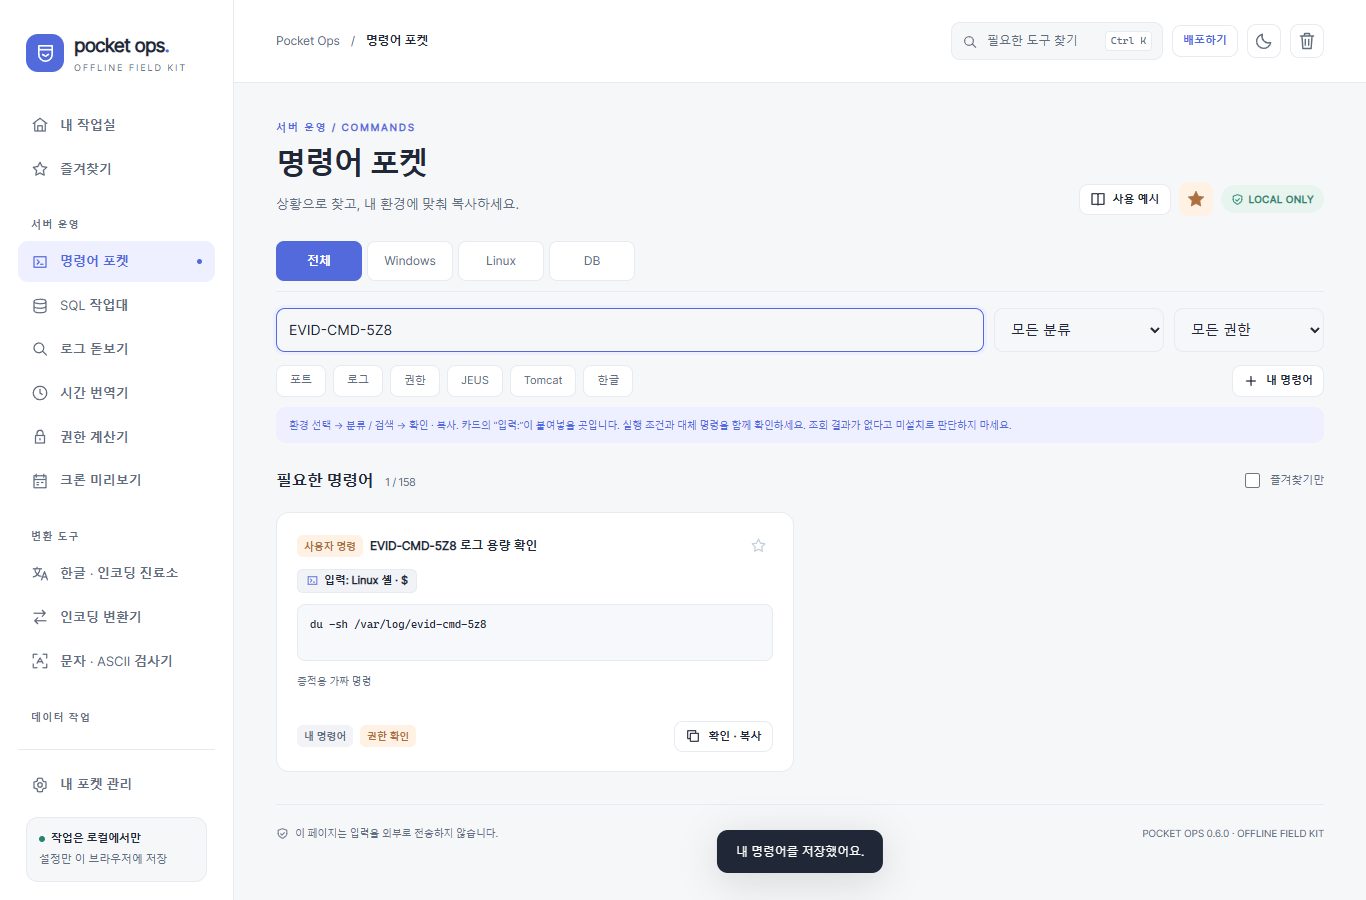 pocket ops.
OFFLINE FIELD KIT
내 작업실
즐겨찾기
서버 운영
명령어 포켓
SQL 작업대
로그 돋보기
시간 번역기
권한 계산기
크론 미리보기
변환 도구
한글 · 인코딩 진료소
인코딩 변환기
문자 · ASCII 검사기
데이터 작업
내 포켓 관리
작업은 로컬에서만
설정만 이 브라우저에 저장
Pocket Ops / 명령어 포켓
필요한 도구 찾기 Ctrl K
배포하기
서버 운영 / COMMANDS
명령어 포켓
상황으로 찾고, 내 환경에 맞춰 복사하세요.
사용 예시
LOCAL ONLY
전체 Windows Linux DB
EVID-CMD-5Z8
모든 분류
모든 권한
포트 로그 권한 JEUS Tomcat 한글
내 명령어
환경 선택 → 분류 / 검색 → 확인 · 복사. 카드의 “입력:”이 붙여넣을 곳입니다. 실행 조건과 대체 명령을 함께 확인하세요. 조회 결과가 없다고 미설치로 판단하지 마세요.
필요한 명령어 1 / 158
즐겨찾기만
사용자 명령 EVID-CMD-5Z8 로그 용량 확인
입력: Linux 셸 · $
du -sh /var/log/evid-cmd-5z8
증적용 가짜 명령
내 명령어 권한 확인
확인 · 복사
이 페이지는 입력을 외부로 전송하지 않습니다.
POCKET OPS 0.6.0 · OFFLINE FIELD KIT
내 명령어를 저장했어요.